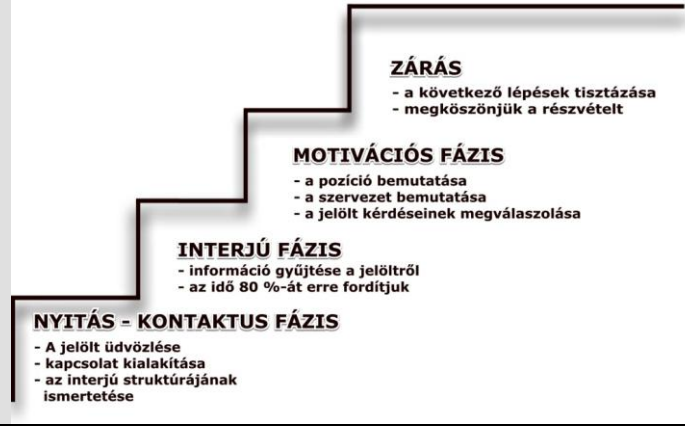 ZÁRÁS
- a következő lépések tisztázása
- megköszönjük a részvételt
MOTIVÁCIÓS FÁZIS
- a pozíció bemutatása
- a szervezet bemutatása
- a jelölt kérdéseinek megválaszolása
INTERJÚ FÁZIS
- információ gyűjtése a jelöltről
- az idő 80 %-át erre fordítjuk
NYITÁS - KONTAKTUS FÁZIS
- A jelölt üdvözlése
- kapcsolat kialakítása
- az interjú struktúrájának
ismertetése